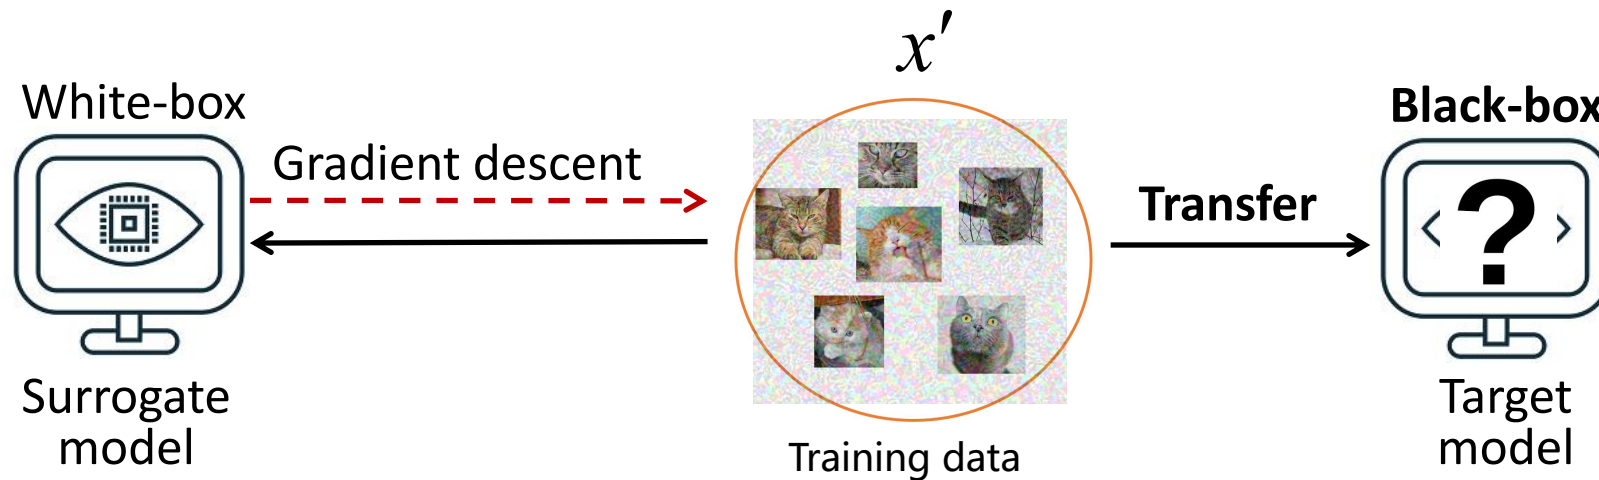 x′
White-box
Black-box
Gradient descent
Transfer
< ? >
Surrogate
model
Training data
Target
model